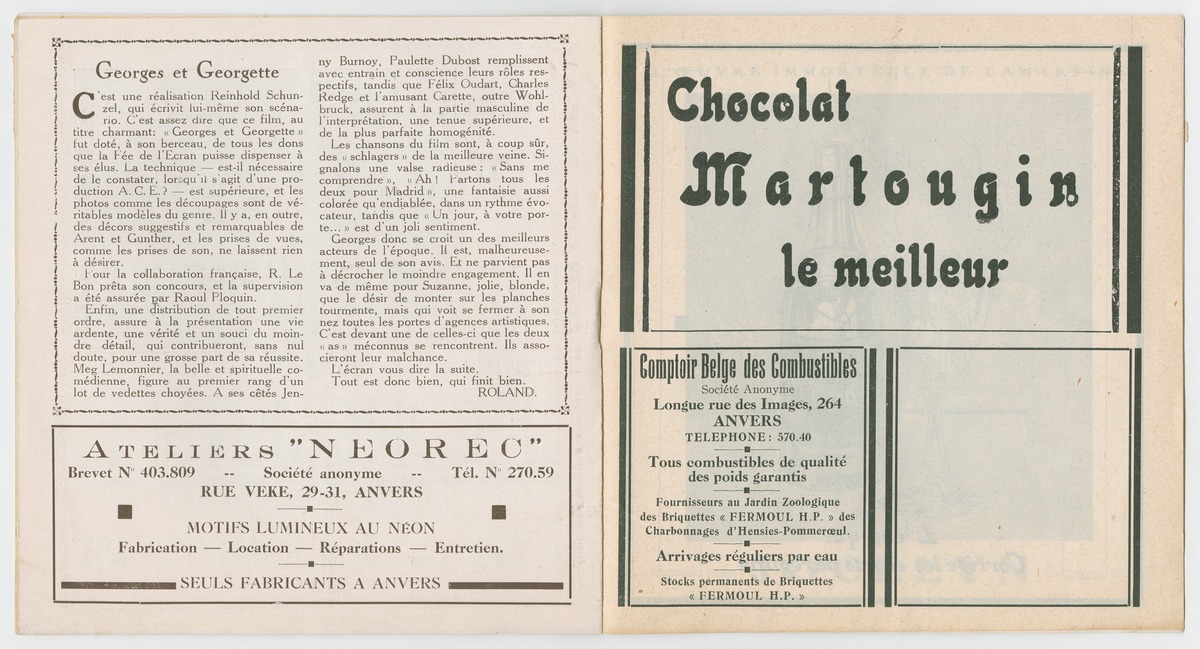 Georges et Georgette
C'est une réalisation Reinhold Schun-
zel, qui écrivit lui-même son scéna-
rio. C'est assez dire que ce film, au
titre charmant: « Georges et Georgette »
fut doté, à son berceau, de tous les dons
que la Fée de l'Ecran puisse dispenser à
ses élus. La technique — est-il nécessaire
de le constater, lorsqu'il s'agit d'une pro-
duction A. C. E. ? — est supérieure, et les
photos comme les découpages sont de vé-
ritables modèles du genre. Il y a, en outre,
des décors suggestifs et remarquables de
Arent et Gunther, et les prises de vues,
comme les prises de son, ne laissent rien
à désirer.
Pour la collaboration française, R. Le
Bon prêta son concours, et la supervision
a été assurée par Raoul Ploquin.
Enfin, une distribution de tout premier
ordre, assure à la présentation une vie
ardente, une vérité et un souci du moin-
dre détail, qui contribueront, sans nul
doute, pour une grosse part de sa réussite.
Meg Lemonnier, la belle et spirituelle co-
médienne, figure au premier rang d'un
lot de vedettes choyées. A ses cêtés Jen-
ny Burnoy, Paulette Dubost remplissent
avec entrain et conscience leurs rôles res-
pectifs, tandis que Félix Oudart, Charles
Redge et l'amusant Carette, outre Wohl-
bruck, assurent à la partie masculine de
l'interprétation, une tenue supérieure, et
de la plus parfaite homogénité.
Les chansons du film sont, à coup sûr,
des « schlagers » de la meilleure veine. Si-
gnalons une valse radieuse : « Sans me
comprendre », « Ah ! Partons tous les
deux pour Madrid », une fantaisie aussi
colorée qu'endiablée, dans un rythme évo-
cateur, tandis que « Un jour, à votre por-
te... » est d'un joli sentiment.
Georges donc se croit un des meilleurs
acteurs de l'époque. Il est, malheureuse-
ment, seul de son avis. Et ne parvient pas
à décrocher le moindre engagement. Il en
va de même pour Suzanne, jolie, blonde,
que le désir de monter sur les planches
tourmente, mais qui voit se fermer à son
nez toutes les portes d'agences artistiques.
C'est devant une de celles-ci que les deux
« as » méconnus se rencontrent. Ils asso-
cieront leur malchance.
L'écran vous dire la suite.
Tout est donc bien, qui finit bien.
ROLAND.
ATELIERS "NEOREC"
Brevet N° 403.809 -- Société anonyme -- Tél. N° 270.59
RUE VEKE, 29-31, ANVERS
MOTIFS LUMINEUX AU NÉON
Fabrication — Location — Réparations — Entretien.
SEULS FABRICANTS A ANVERS
Chocolat
Martougin
le meilleur
Comptoir Belge des Combustibles
Société Anonyme
Longue rue des Images, 264
ANVERS
TELEPHONE : 570.40
Tous combustibles de qualité
des poids garantis
Fournisseurs au Jardin Zoologique
des Briquettes « FERMOUL H.P. » des
Charbonnages d'Hensies-Pommerœul.
Arrivages réguliers par eau
Stocks permanents de Briquettes
« FERMOUL H.P. »